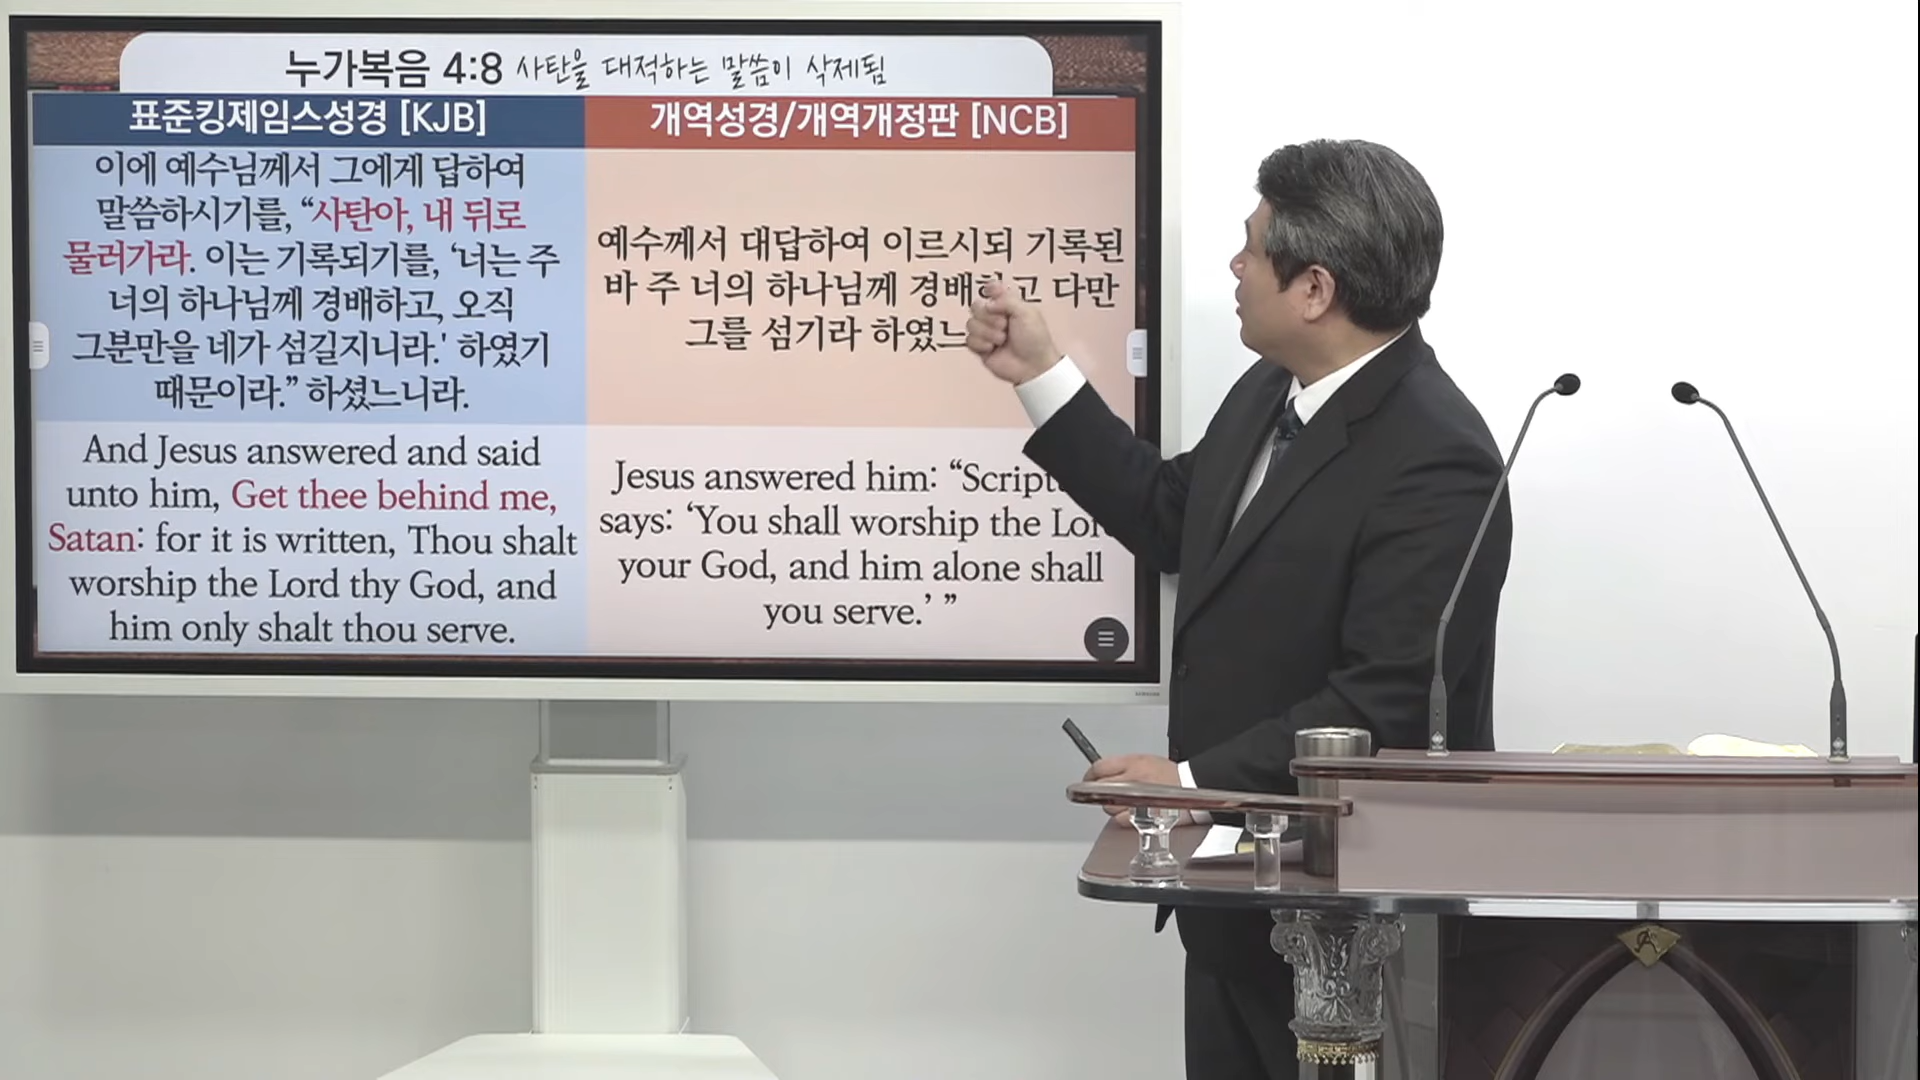 누가복음 4:8 사탄을 대적하는 말씀이 삭제됨
표준킹제임스성경 [KJB]
이에 예수님께서 그에게 답하여
말씀하시기를, “사탄아, 내 뒤로
물러가라. 이는 기록되기를, ‘너는 주
너의 하나님께 경배하고, 오직
그분만을 네가 섬길지니라.' 하였기
때문이라.” 하셨느니라.
And Jesus answered and said
unto him, Get thee behind me,
Satan: for it is written, Thou shalt
worship the Lord thy God, and
him only shalt thou serve.
개역성경/개역개정판 [NCB]
예수께서 대답하여 이르시되 기록된
바 주 너의 하나님께 경배하고 다만
그를 섬기라
Jesus answered him: “
says: ‘You shall worship the
your God, and him alone shall
you serve.’ ”
SAMSUNG